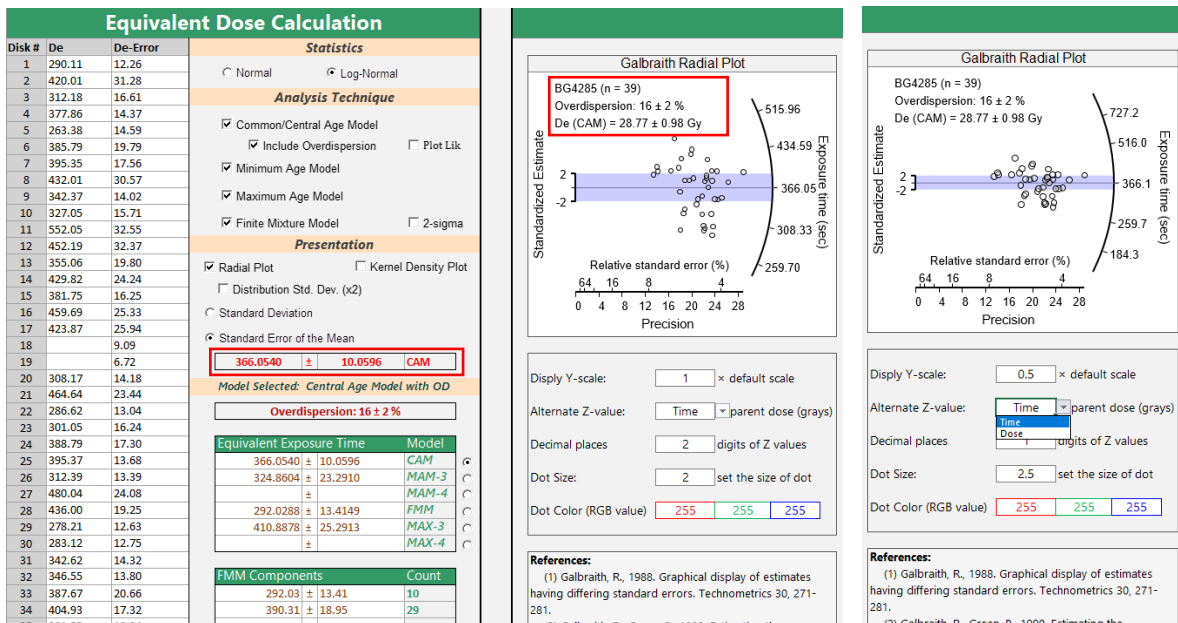 Equivalent Dose Calculation
Disk # De De-Error
1 290.11 12.26
2 420.01 31.28
3 312.18 16.61
4 377.86 14.37
5 263.38 14.59
6 385.79 19.79
7 395.35 17.56
8 432.01 30.57
9 342.37 14.02
10 327.05 15.71
11 552.05 32.55
12 452.19 32.37
13 355.06 19.80
14 429.82 24.24
15 381.75 16.25
16 459.69 25.33
17 423.87 25.94
18 9.09
19 6.72
20 308.17 14.18
21 464.64 23.44
22 286.62 13.04
23 301.05 16.24
24 388.79 17.30
25 395.37 13.68
26 312.39 13.39
27 480.04 24.08
28 436.00 19.25
29 278.21 12.63
30 283.12 12.75
31 342.62 14.32
32 346.55 13.80
33 387.67 20.66
34 404.93 17.32
Statistics
Normal Log-Normal
Analysis Technique
Common/Central Age Model
Include Overdispersion Plot Lik
Minimum Age Model
Maximum Age Model
Finite Mixture Model 2-sigma
Presentation
Radial Plot Kernel Density Plot
Distribution Std. Dev. (x2)
Standard Deviation
Standard Error of the Mean
366.0540 ± 10.0596 CAM
Model Selected: Central Age Model with OD
Overdispersion: 16 ± 2 %
Equivalent Exposure Time Model
366.0540 ± 10.0596 CAM
324.8604 ± 23.2910 MAM-3
± MAM-4
292.0288 ± 13.4149 FMM
410.8878 ± 25.2913 MAX-3
± MAX-4
FMM Components Count
292.03 ± 13.41 10
390.31 ± 18.95 29
Galbraith Radial Plot
BG4285 (n = 39)
Overdispersion: 16 ± 2 %
De (CAM) = 28.77 ± 0.98 Gy
Standardized Estimate
2
-2
515.96
434.59
366.05
308.33
259.70
Exposure time (sec)
Relative standard error (%)
64 16 8 4
0 4 8 12 16 20 24 28
Precision
Disply Y-scale: 1 × default scale
Alternate Z-value: Time parent dose (grays)
Decimal places 2 digits of Z values
Dot Size: 2 set the size of dot
Dot Color (RGB value) 255 255 255
References:
(1) Galbraith, R., 1988. Graphical display of estimates
having differing standard errors. Technometrics 30, 271-
281.
Galbraith Radial Plot
BG4285 (n = 39)
Overdispersion: 16 ± 2 %
De (CAM) = 28.77 ± 0.98 Gy
Standardized Estimate
2
-2
727.2
516.0
366.1
259.7
184.3
Exposure time (sec)
Relative standard error (%)
64 16 8 4
0 4 8 12 16 20 24 28
Precision
Disply Y-scale: 0.5 × default scale
Alternate Z-value: Time parent dose (grays)
Time
Dose
Decimal places digits of Z values
Dot Size: 2.5 set the size of dot
Dot Color (RGB value) 255 255 255
References:
(1) Galbraith, R., 1988. Graphical display of estimates
having differing standard errors. Technometrics 30, 271-
281.